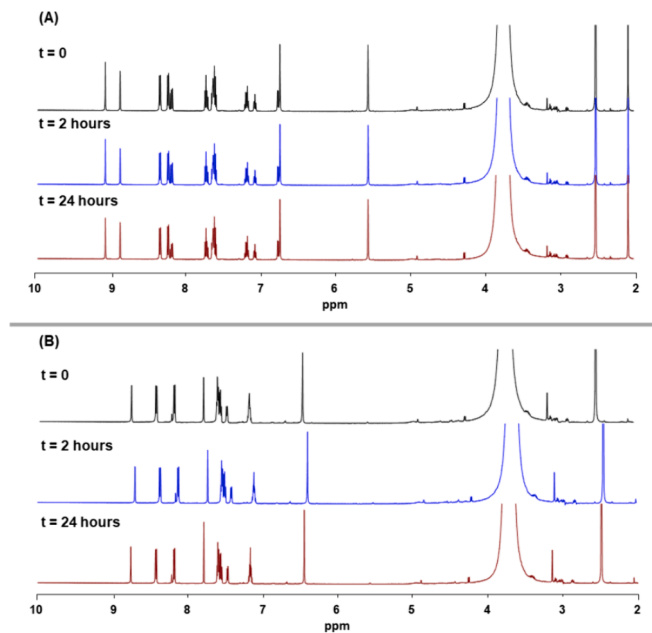 (A)
t = 0
t = 2 hours
t = 24 hours
10 9 8 7 6 5 4 3 2
ppm
(B)
t = 0
t = 2 hours
t = 24 hours
10 9 8 7 6 5 4 3 2
ppm